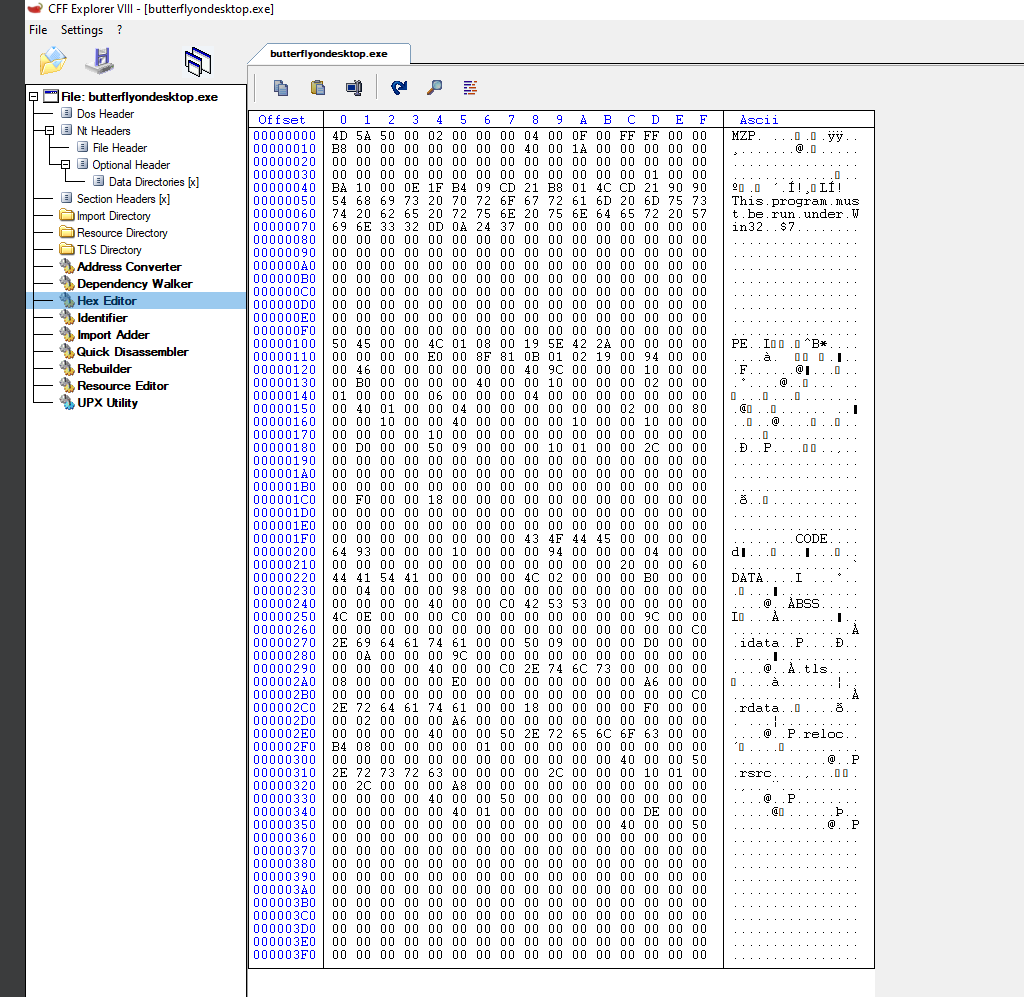 CFF Explorer VIII - [butterflyondesktop.exe]
File Settings ?
butterflyondesktop.exe
File: butterflyondesktop.exe
Dos Header
Nt Headers
File Header
Optional Header
Data Directories [x]
Section Headers [x]
Import Directory
Resource Directory
TLS Directory
Address Converter
Dependency Walker
Hex Editor
Identifier
Import Adder
Quick Disassembler
Rebuilder
Resource Editor
UPX Utility
Offset 0 1 2 3 4 5 6 7 8 9 A B C D E F Ascii
00000000 4D 5A 50 00 02 00 00 00 04 00 0F 00 FF FF 00 00 MZP.....ÿÿ..
00000010 B8 00 00 00 00 00 00 00 40 00 1A 00 00 00 00 00 ¸.......@.......
00000020 00 00 00 00 00 00 00 00 00 00 00 00 00 00 00 00 ................
00000030 00 00 00 00 00 00 00 00 00 00 00 00 00 01 00 00
00000040 BA 10 00 0E 1F B4 09 CD 21 B8 01 4C CD 21 90 90 º ´.Í!¸LÍ!
00000050 54 68 69 73 20 70 72 6F 67 72 61 6D 20 6D 75 73 This.program.mus
00000060 74 20 62 65 20 72 75 6E 20 75 6E 64 65 72 20 57 t.be.run.under.W
00000070 69 6E 33 32 0D 0A 24 37 00 00 00 00 00 00 00 00 in32..$7........
00000080 00 00 00 00 00 00 00 00 00 00 00 00 00 00 00 00 ................
00000090 00 00 00 00 00 00 00 00 00 00 00 00 00 00 00 00 ................
000000A0 00 00 00 00 00 00 00 00 00 00 00 00 00 00 00 00 ................
000000B0 00 00 00 00 00 00 00 00 00 00 00 00 00 00 00 00 ................
000000C0 00 00 00 00 00 00 00 00 00 00 00 00 00 00 00 00 ................
000000D0 00 00 00 00 00 00 00 00 00 00 00 00 00 00 00 00 ................
000000E0 00 00 00 00 00 00 00 00 00 00 00 00 00 00 00 00 ................
000000F0 00 00 00 00 00 00 00 00 00 00 00 00 00 00 00 00 ................
00000100 50 45 00 00 4C 01 08 00 19 5E 42 2A 00 00 00 00 PE..L.^B*....
00000110 00 00 00 00 E0 00 8F 81 0B 01 02 19 00 94 00 00 ....à.
00000120 00 46 00 00 00 00 00 00 40 9C 00 00 00 10 00 00 .F......@
00000130 00 B0 00 00 00 00 40 00 00 10 00 00 00 02 00 00 .°....@.
00000140 01 00 00 00 06 00 00 00 04 00 00 00 00 00 00 00
00000150 00 40 01 00 00 04 00 00 00 00 00 00 02 00 00 80 .@
00000160 00 00 10 00 00 40 00 00 00 00 10 00 00 10 00 00 .....@....
00000170 00 00 00 00 10 00 00 00 00 00 00 00 00 00 00 00
00000180 00 D0 00 00 50 09 00 00 00 10 01 00 00 2C 00 00 .Ð..P.....,..
00000190 00 00 00 00 00 00 00 00 00 00 00 00 00 00 00 00 ................
000001A0 00 00 00 00 00 00 00 00 00 00 00 00 00 00 00 00 ................
000001B0 00 00 00 00 00 00 00 00 00 00 00 00 00 00 00 00 ................
000001C0 00 F0 00 00 18 00 00 00 00 00 00 00 00 00 00 00 .ð..
000001D0 00 00 00 00 00 00 00 00 00 00 00 00 00 00 00 00 ................
000001E0 00 00 00 00 00 00 00 00 00 00 00 00 00 00 00 00 ................
000001F0 00 00 00 00 00 00 00 00 43 4F 44 45 00 00 00 00 ........CODE....
00000200 64 93 00 00 00 10 00 00 00 94 00 00 00 04 00 00 d
00000210 00 00 00 00 00 00 00 00 00 00 00 00 20 00 00 60 ...............`
00000220 44 41 54 41 00 00 00 00 4C 02 00 00 00 B0 00 00 DATA....L...°..
00000230 00 04 00 00 00 98 00 00 00 00 00 00 00 00 00 00
00000240 00 00 00 00 40 00 00 C0 42 53 53 00 00 00 00 00 ....@..ÀBSS.....
00000250 4C 0E 00 00 00 C0 00 00 00 00 00 00 00 9C 00 00 L...À
00000260 00 00 00 00 00 00 00 00 00 00 00 00 00 00 00 C0 ...............À
00000270 2E 69 64 61 74 61 00 00 50 09 00 00 00 D0 00 00 .idata..P....Ð..
00000280 00 0A 00 00 00 9C 00 00 00 00 00 00 00 00 00 00
00000290 00 00 00 00 40 00 00 C0 2E 74 6C 73 00 00 00 00 ....@..À.tls....
000002A0 08 00 00 00 00 E0 00 00 00 00 00 00 00 A6 00 00 ....à.......¦..
000002B0 00 00 00 00 00 00 00 00 00 00 00 00 00 00 00 C0 ...............À
000002C0 2E 72 64 61 74 61 00 00 18 00 00 00 00 F0 00 00 .rdata......ð..
000002D0 00 02 00 00 00 A6 00 00 00 00 00 00 00 00 00 00 ...¦..........
000002E0 00 00 00 00 40 00 00 50 2E 72 65 6C 6F 63 00 00 ....@..P.reloc..
000002F0 B4 08 00 00 00 00 01 00 00 00 00 00 00 00 00 00 ´
00000300 00 00 00 00 00 00 00 00 00 00 00 00 40 00 00 50 ............@..P
00000310 2E 72 73 72 63 00 00 00 00 2C 00 00 00 10 01 00 .rsrc....,...
00000320 00 2C 00 00 00 A8 00 00 00 00 00 00 00 00 00 00 .,...¨..........
00000330 00 00 00 00 40 00 00 50 00 00 00 00 00 00 00 00 ....@..P........
00000340 00 00 00 00 00 40 01 00 00 00 00 00 00 DE 00 00 .....@......Þ..
00000350 00 00 00 00 00 00 00 00 00 00 00 00 40 00 00 50 ............@..P
00000360 00 00 00 00 00 00 00 00 00 00 00 00 00 00 00 00 ................
00000370 00 00 00 00 00 00 00 00 00 00 00 00 00 00 00 00 ................
00000380 00 00 00 00 00 00 00 00 00 00 00 00 00 00 00 00 ................
00000390 00 00 00 00 00 00 00 00 00 00 00 00 00 00 00 00 ................
000003A0 00 00 00 00 00 00 00 00 00 00 00 00 00 00 00 00 ................
000003B0 00 00 00 00 00 00 00 00 00 00 00 00 00 00 00 00 ................
000003C0 00 00 00 00 00 00 00 00 00 00 00 00 00 00 00 00 ................
000003D0 00 00 00 00 00 00 00 00 00 00 00 00 00 00 00 00 ................
000003E0 00 00 00 00 00 00 00 00 00 00 00 00 00 00 00 00 ................
000003F0 00 00 00 00 00 00 00 00 00 00 00 00 00 00 00 00 ................